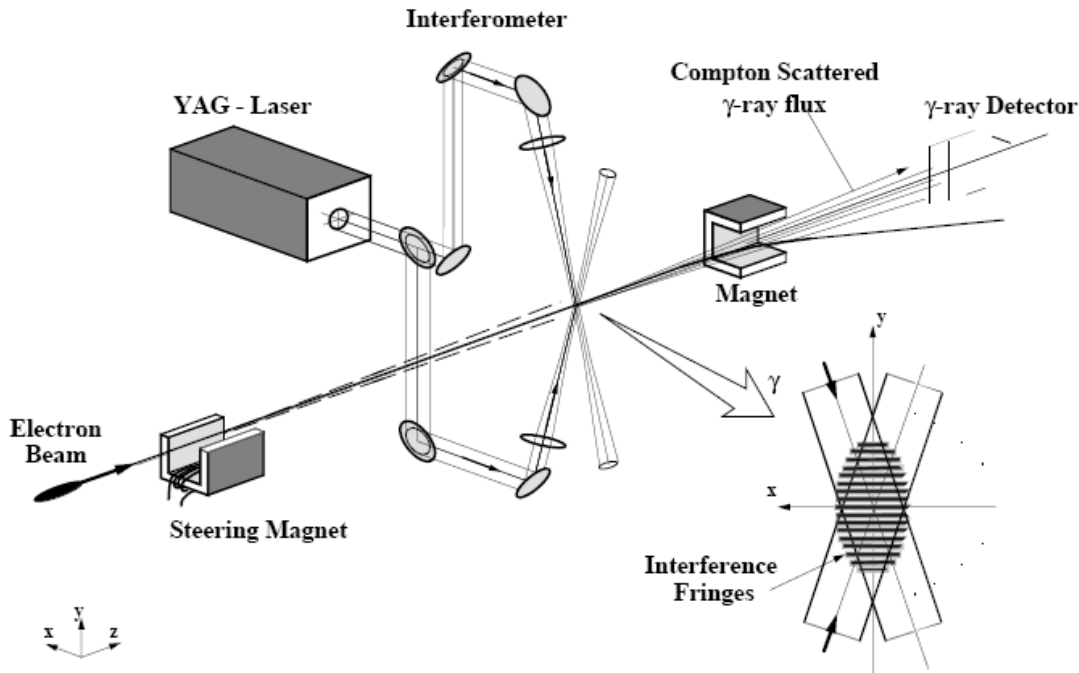 Interferometer
YAG - Laser
Compton Scattered
γ-ray flux
γ-ray Detector
Magnet
Electron
Beam
Steering Magnet
γ
y
x
Interference
Fringes
y
x
z